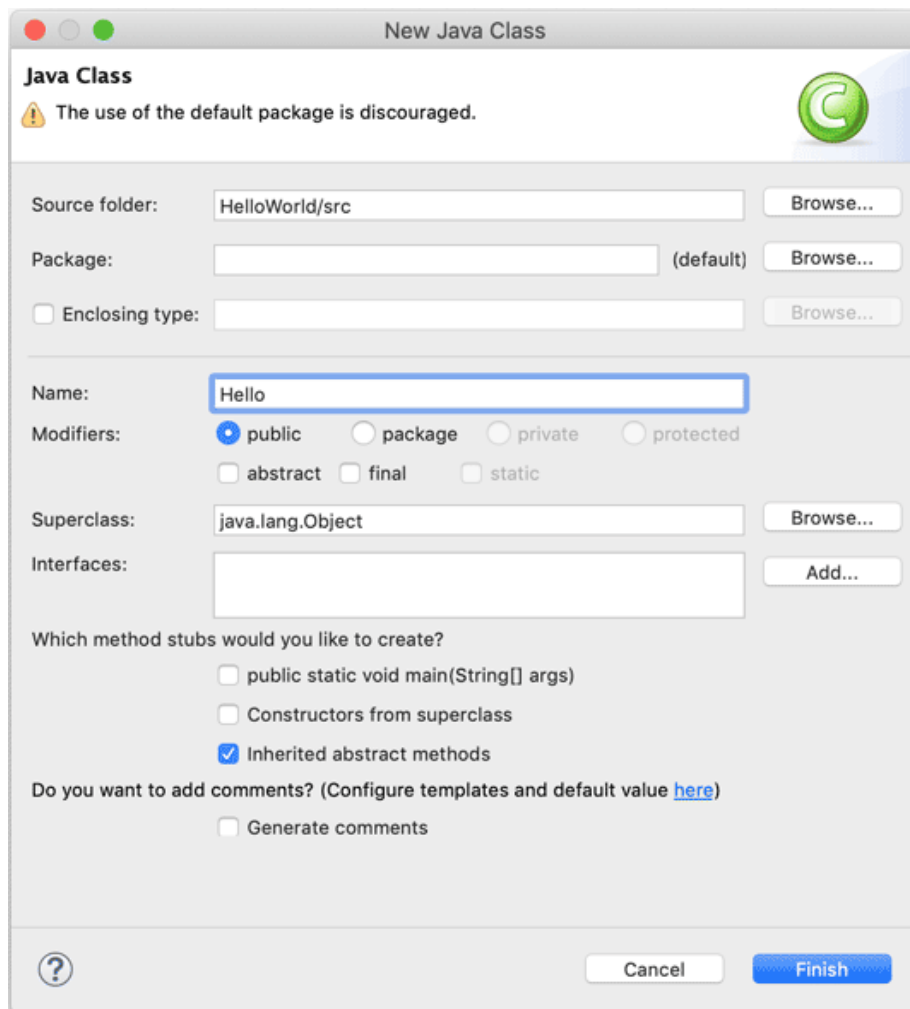 New Java Class
Java Class
The use of the default package is discouraged.
C
Source folder: HelloWorld/src Browse...
Package: (default) Browse...
Enclosing type: Browse...
Name: Hello
Modifiers: public package private protected
abstract final static
Superclass: java.lang.Object Browse...
Interfaces: Add...
Which method stubs would you like to create?
public static void main(String[] args)
Constructors from superclass
Inherited abstract methods
Do you want to add comments? (Configure templates and default value here)
Generate comments
? Cancel Finish